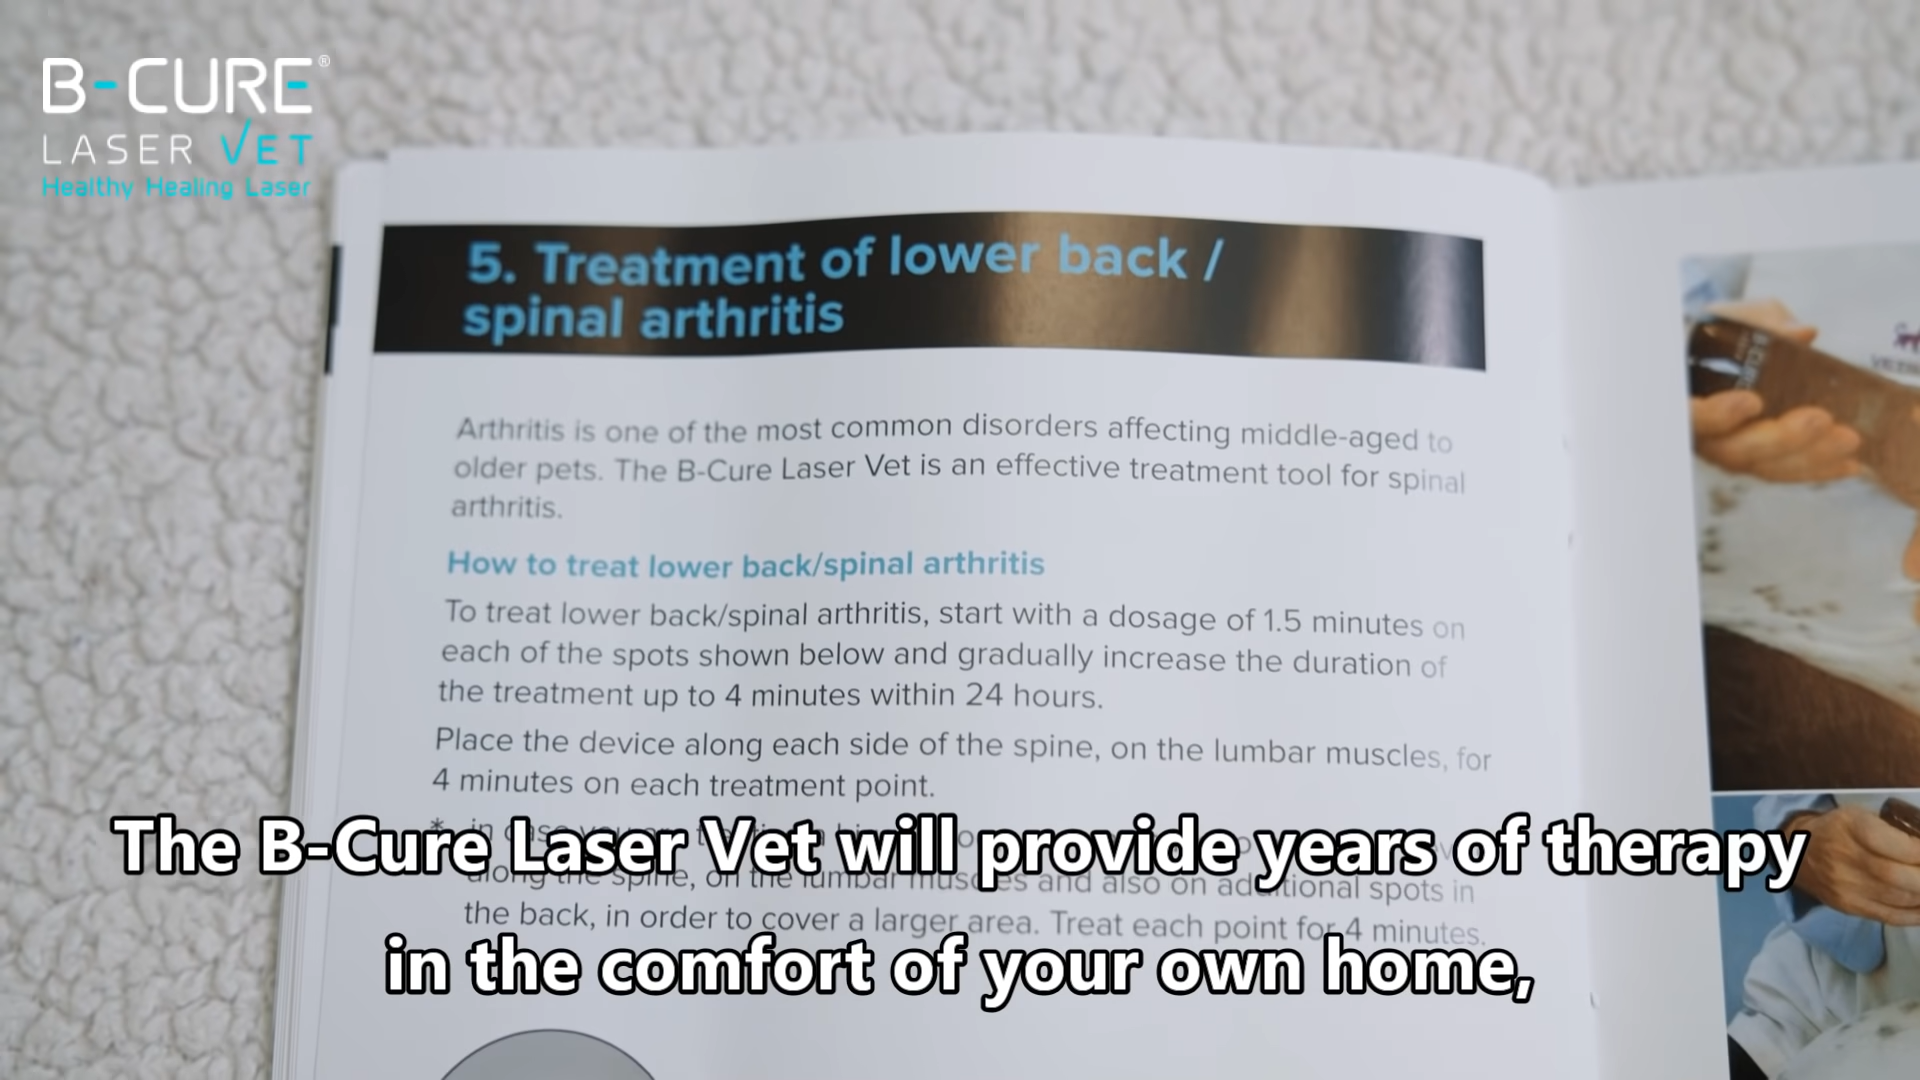 B-CURE®
LASER VET
Healthy Healing Laser
5. Treatment of lower back /
spinal arthritis
Arthritis is one of the most common disorders affecting middle-aged to
older pets. The B-Cure Laser Vet is an effective treatment tool for spinal
arthritis.
How to treat lower back/spinal arthritis
To treat lower back/spinal arthritis, start with a dosage of 1.5 minutes on
each of the spots shown below and gradually increase the duration of
the treatment up to 4 minutes within 24 hours.
Place the device along each side of the spine, on the lumbar muscles, for
4 minutes on each treatment point.
* in case
along the spine, on the lumbar muscles and also on additional spots in
the back, in order to cover a larger area. Treat each point for 4 minutes.
The B-Cure Laser Vet will provide years of therapy
in the comfort of your own home,